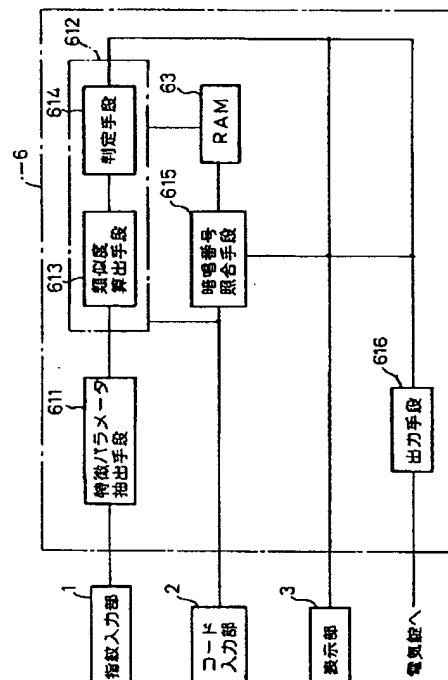 6
612
614
判定手段
63
RAM
613
類似度
算出手段
615
暗唱番号
照合手段
611
特徴パラメータ
抽出手段
616
出力手段
1
指紋入力部
2
コード
入力部
3
表示部
電気錠へ